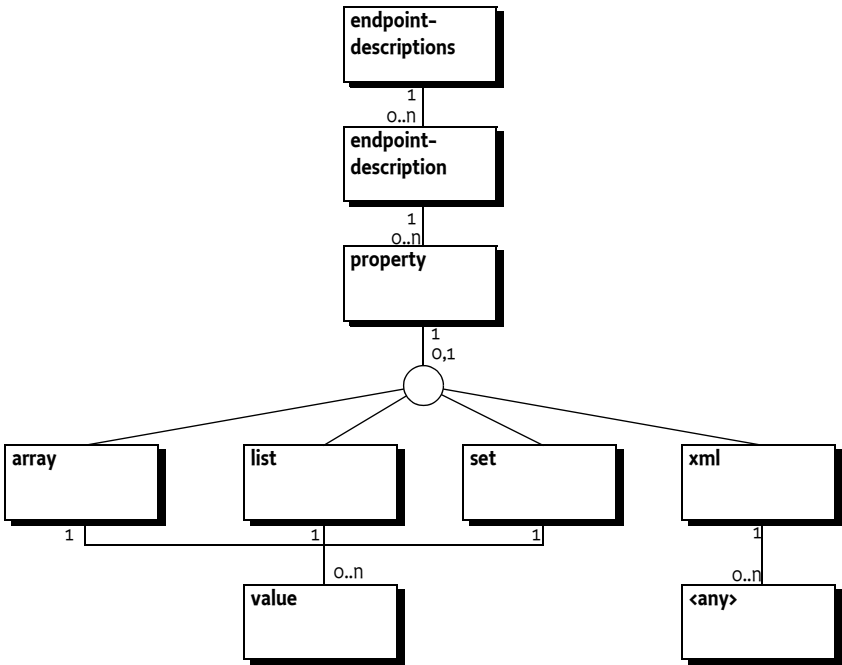 endpoint-
descriptions
1
0..n
endpoint-
description
1
0..n
property
1
0,1
array
list
set
xml
1
1
1
1
0..n
0..n
value
<any>